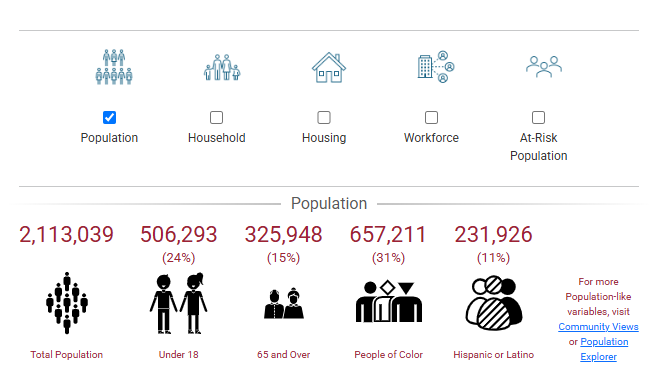 Population
Household
Housing
Workforce
At-Risk
Population
Population
2,113,039
506,293
325,948
657,211
231,926
(24%)
(15%)
(31%)
(11%)
For more
Population-like
variables, visit
Community Views
or Population
Explorer
Total Population
Under 18
65 and Over
People of Color
Hispanic or Latino